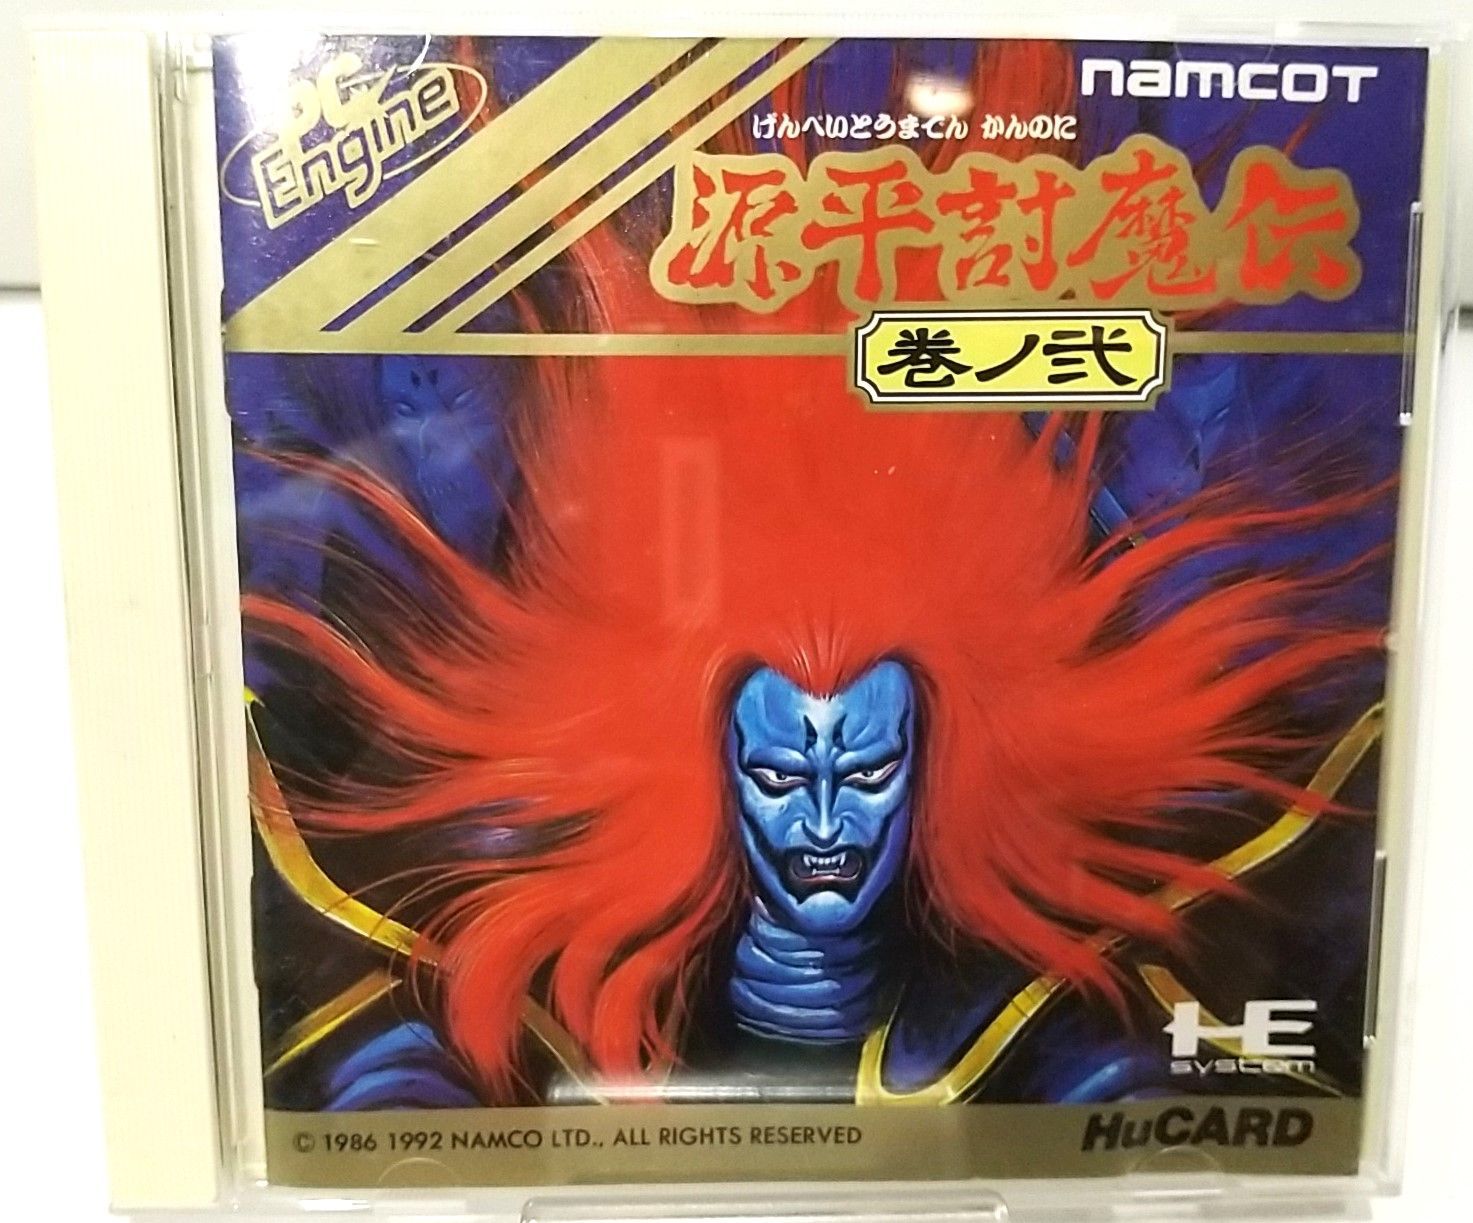 PC Engine
namcoT
げんぺいとうまでん かんのに
源平討魔伝
巻ノ弐
HE
SYSTEM
HuCARD
© 1986 1992 NAMCO LTD., ALL RIGHTS RESERVED